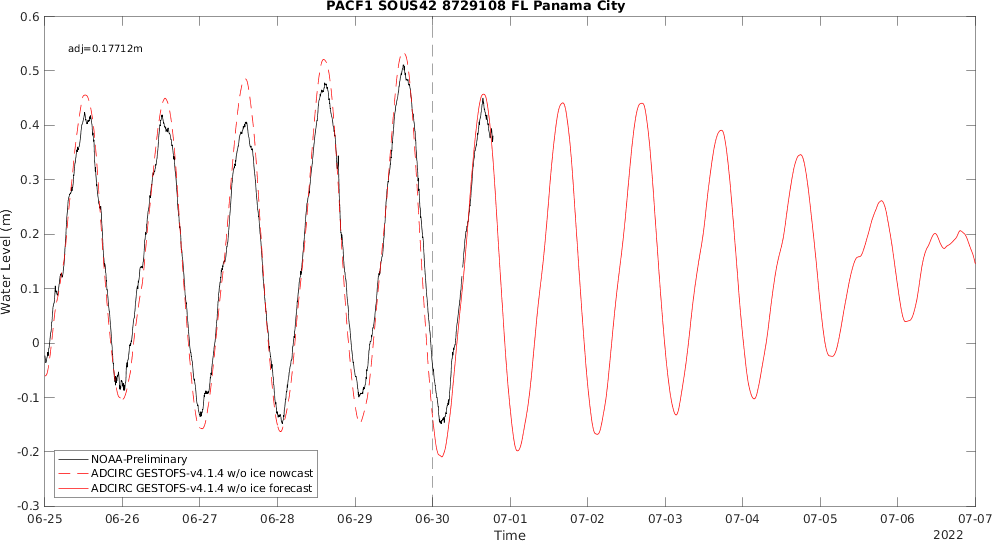 PACF1 SOUS42 8729108 FL Panama City
adj=0.17712m
0.6
0.5
0.4
0.3
0.2
0.1
0
-0.1
-0.2
-0.3
Water Level (m)
NOAA-Preliminary
ADCIRC GESTOFS-v4.1.4 w/o ice nowcast
ADCIRC GESTOFS-v4.1.4 w/o ice forecast
06-25 06-26 06-27 06-28 06-29 06-30 07-01 07-02 07-03 07-04 07-05 07-06 07-07
Time
2022